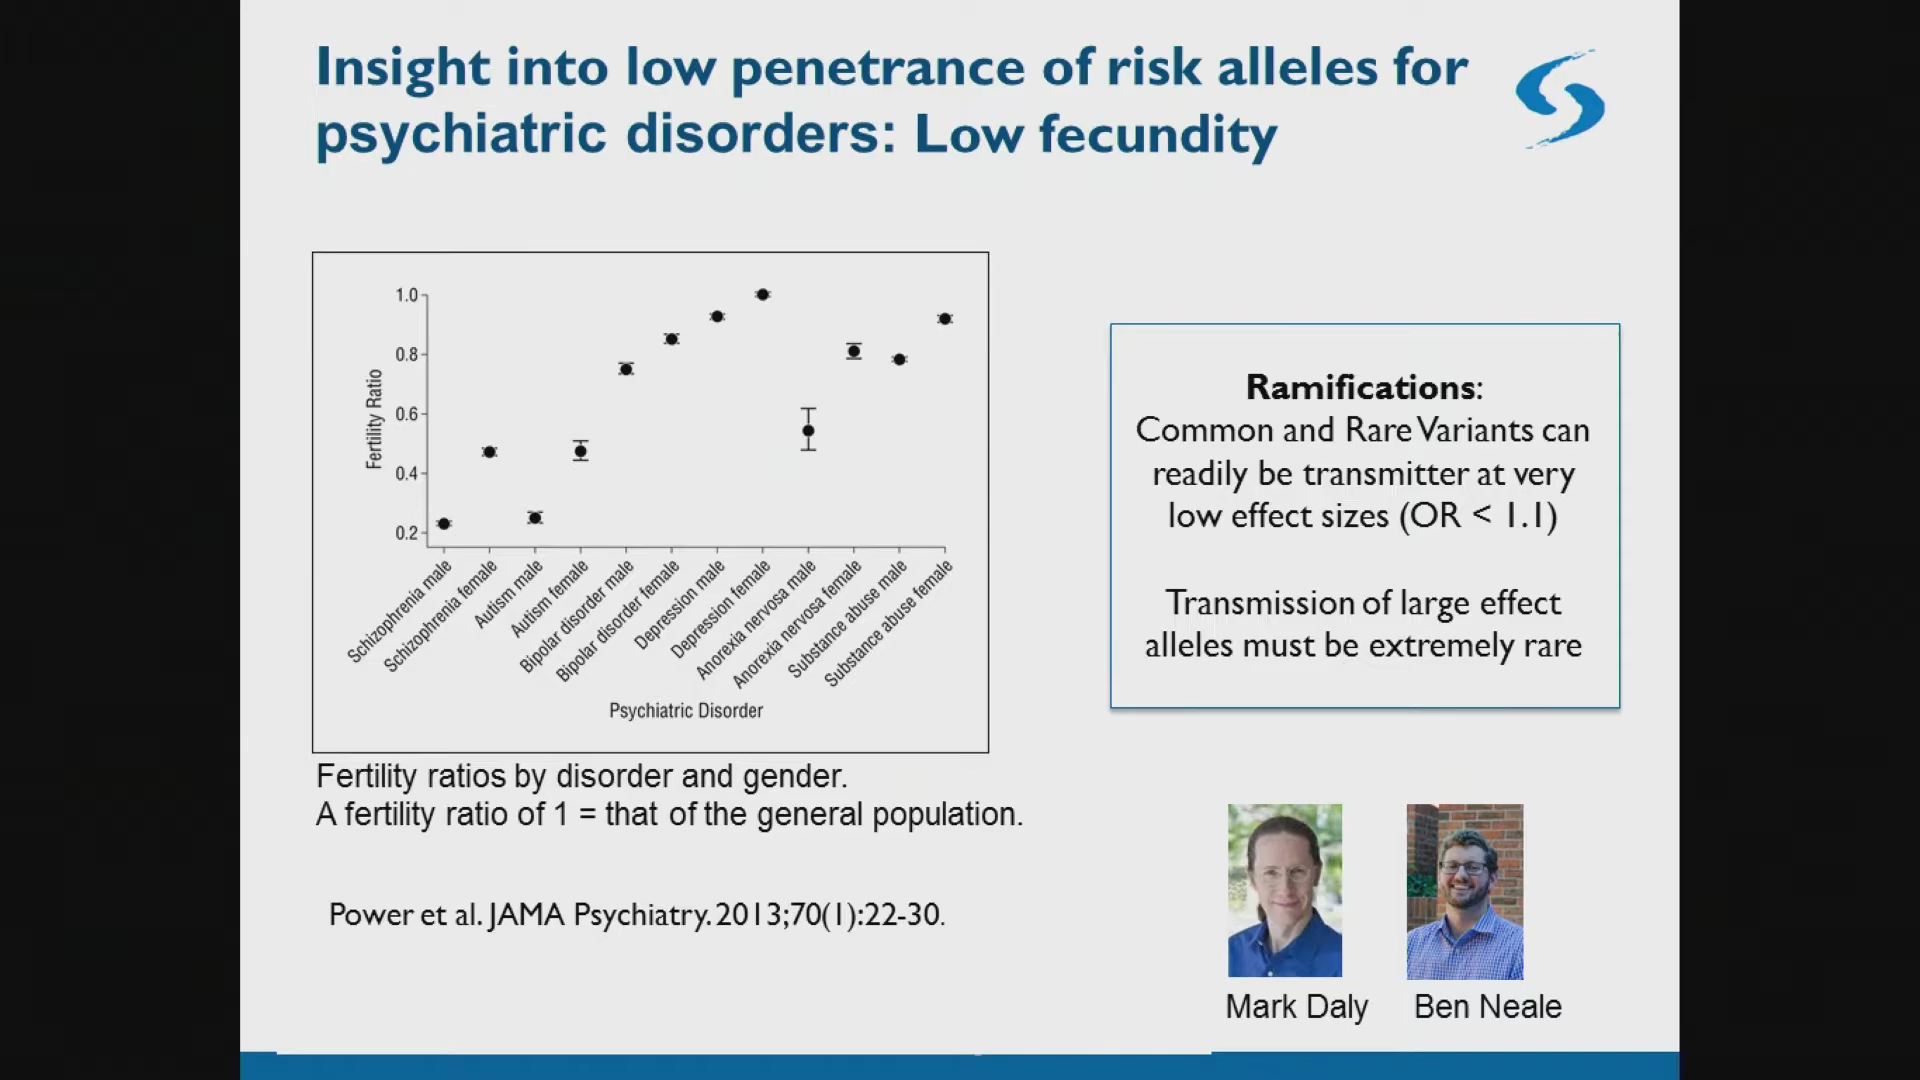 Insight into low penetrance of risk alleles for
psychiatric disorders: Low fecundity
1.0
0.8
0.6
0.4
0.2
Fertility Ratio
Schizophrenia male
Schizophrenia female
Autism male
Autism female
Bipolar disorder male
Bipolar disorder female
Depression male
Depression female
Anorexia nervosa male
Anorexia nervosa female
Substance abuse male
Substance abuse female
Psychiatric Disorder
Fertility ratios by disorder and gender.
A fertility ratio of 1 = that of the general population.
Power et al. JAMA Psychiatry. 2013;70(1):22-30.
Ramifications:
Common and Rare Variants can
readily be transmitter at very
low effect sizes (OR < 1.1)
Transmission of large effect
alleles must be extremely rare
Mark Daly
Ben Neale